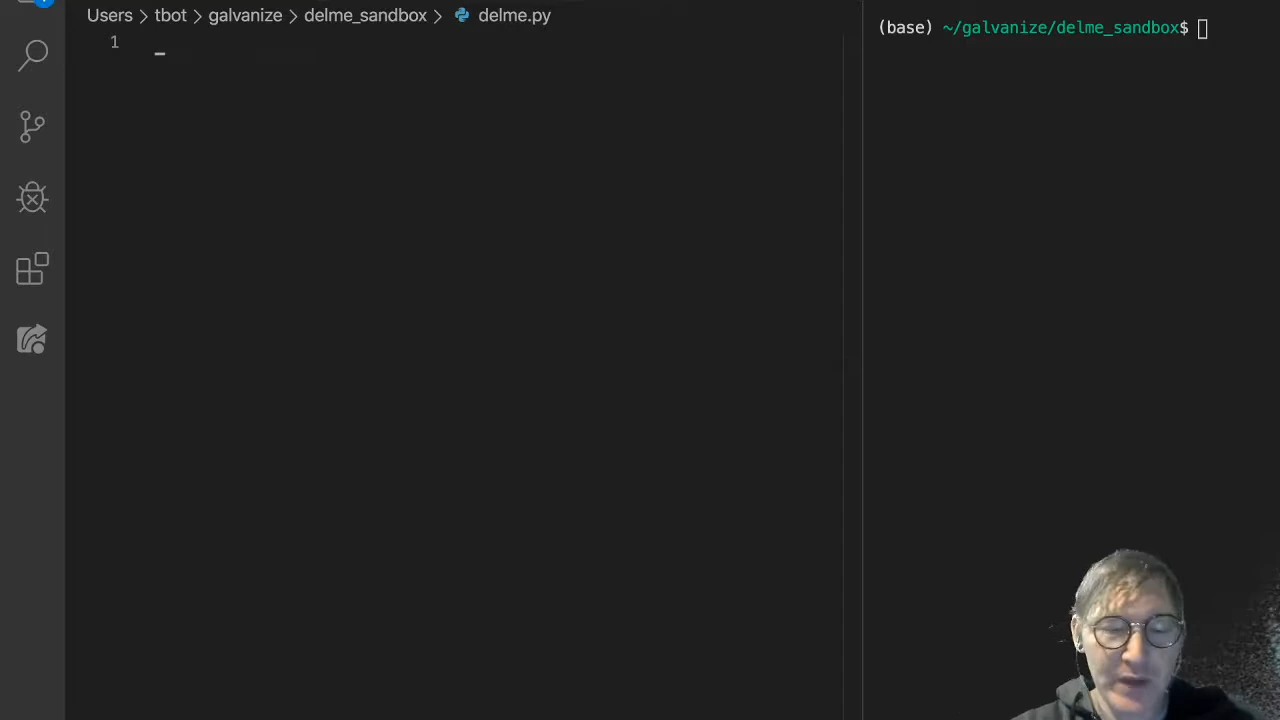 Users > tbot > galvanize > delme_sandbox > delme.py
1
(base) ~/galvanize/delme_sandbox$